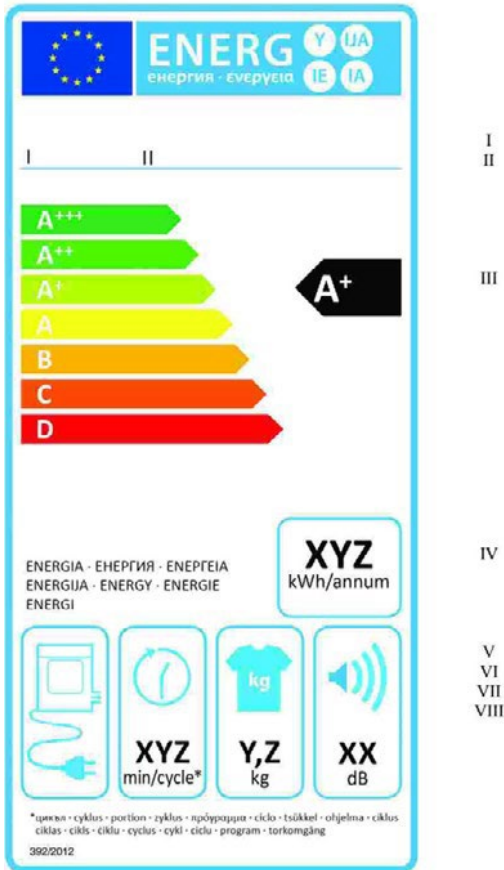 ENERG Y IJA
енергия · ενεργεια IE IA
I II
I
II
A+++
A++
A+ A+
III
A
B
C
D
XYZ
kWh/annum
IV
ENERGIA · ЕНЕРГИЯ · ΕΝΕΡΓΕΙΑ
ENERGIJA · ENERGY · ENERGIE
ENERGI
V
VI
VII
VIII
kg
XYZ
min/cycle*
Y,Z
kg
XX
dB
*цикъл · cyklus · portion · zyklus · πρόγραμμα · ciclo · tsükkel · ohjelma · ciklus
ciklas · cikls · ċiklu · cyclus · cykl · ciclu · program · torkomgång
392/2012